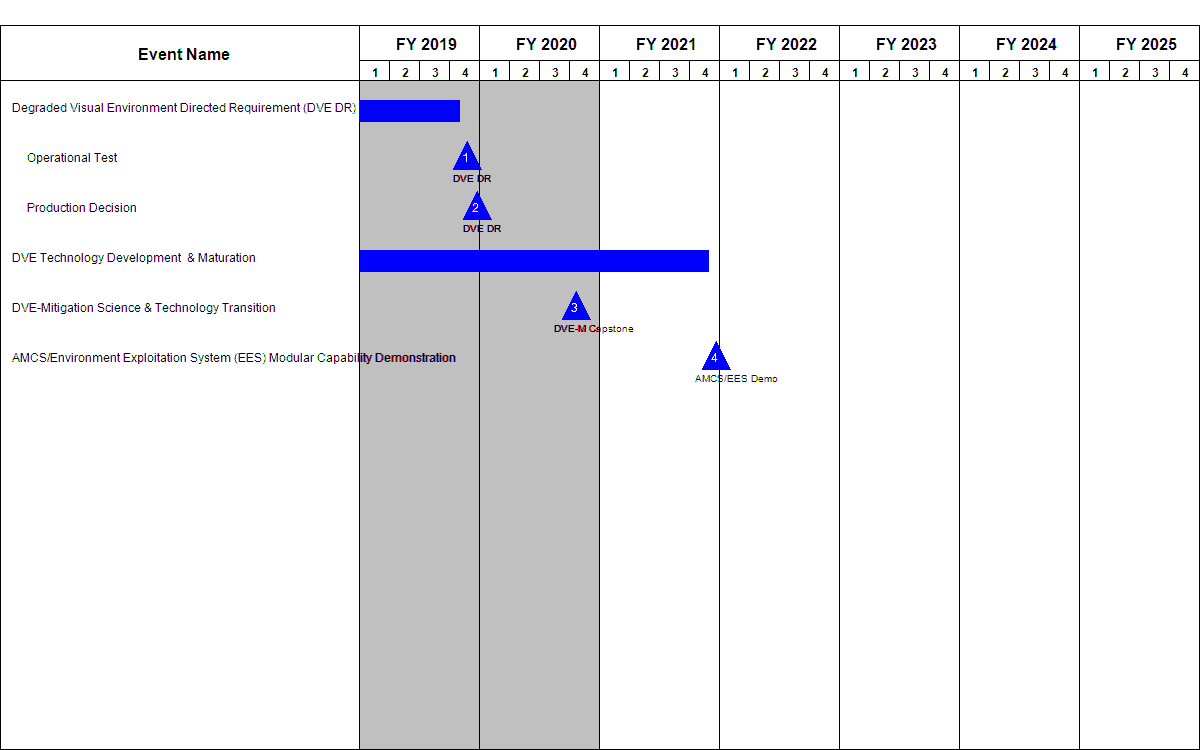 Event Name
FY 2019 FY 2020 FY 2021 FY 2022 FY 2023 FY 2024 FY 2025
1 2 3 4 1 2 3 4 1 2 3 4 1 2 3 4 1 2 3 4 1 2 3 4 1 2 3 4
Degraded Visual Environment Directed Requirement (DVE DR)
Operational Test
1
DVE DR
Production Decision
2
DVE DR
DVE Technology Development & Maturation
DVE-Mitigation Science & Technology Transition
3
DVE-M Capstone
AMCS/Environment Exploitation System (EES) Modular Capability Demonstration
4
AMCS/EES Demo